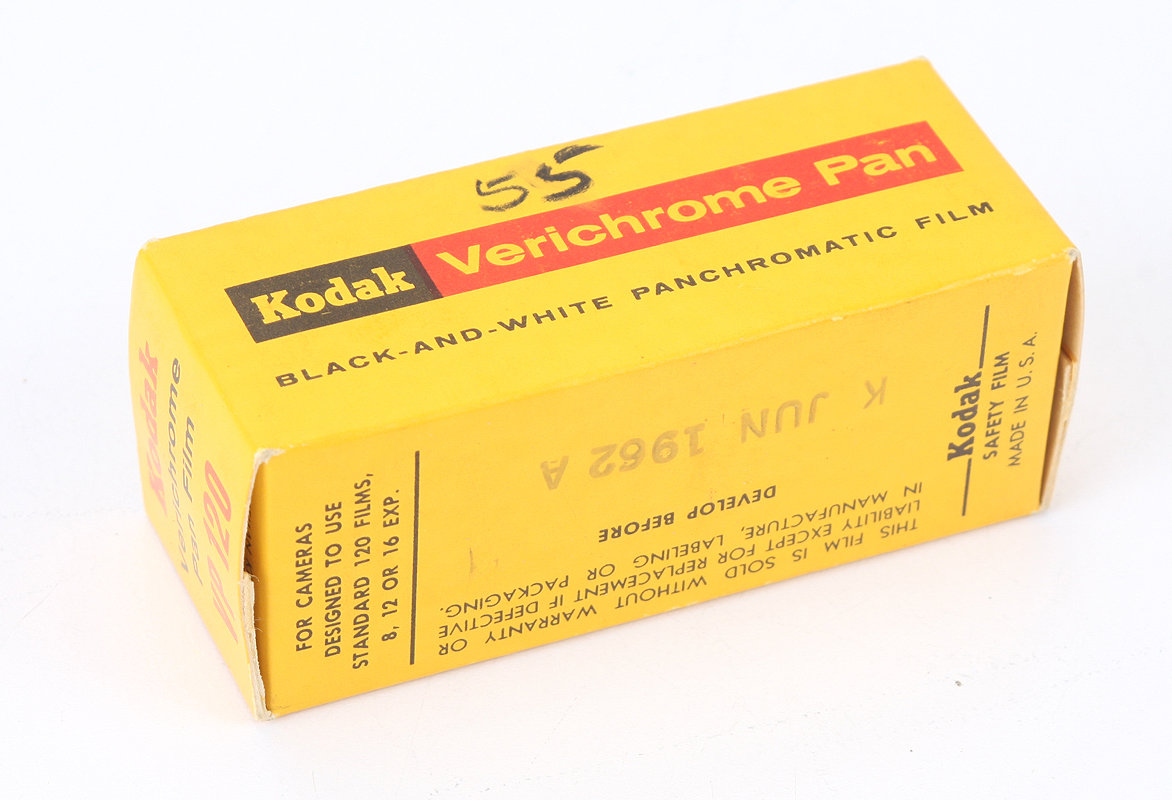 55
Kodak Verichrome Pan
BLACK-AND-WHITE PANCHROMATIC FILM
Kodak
Verichrome
Pan Film
VP 120
FOR CAMERAS
DESIGNED TO USE
STANDARD 120 FILMS,
8, 12 OR 16 EXP.
THIS FILM IS SOLD WITHOUT WARRANTY OR
LIABILITY EXCEPT FOR REPLACEMENT IF DEFECTIVE
IN MANUFACTURE, LABELING OR PACKAGING.
DEVELOP BEFORE
K JUN 1962 A
Kodak
SAFETY FILM
MADE IN U.S.A.